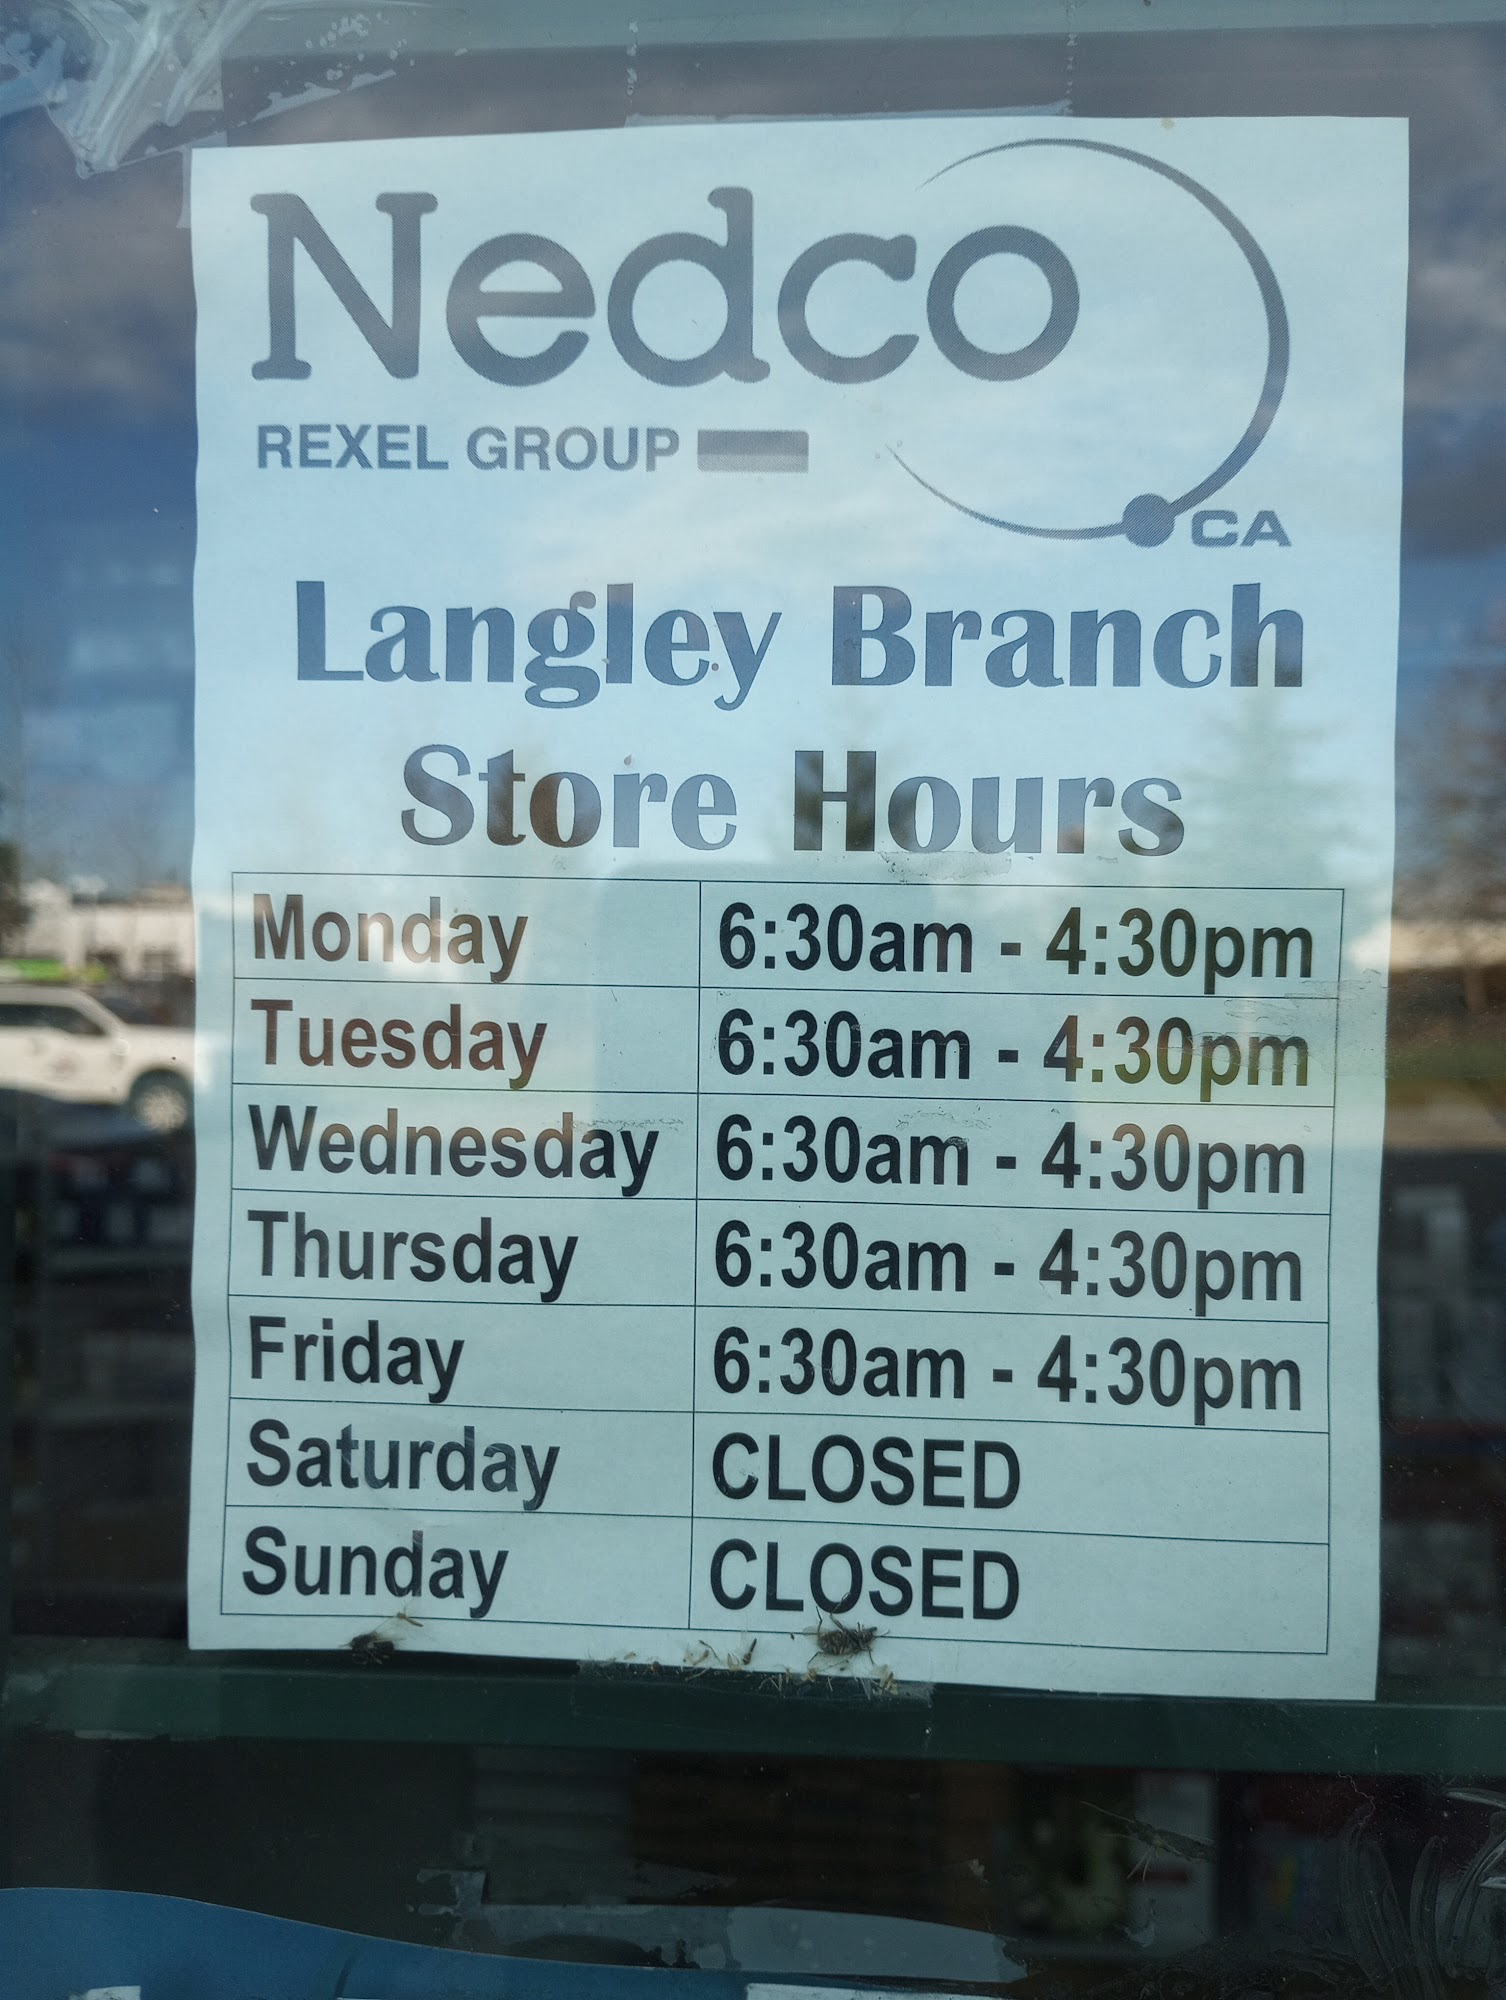 Nedco
REXEL GROUP
CA
Langley Branch
Store Hours
Monday 6:30am - 4:30pm
Tuesday 6:30am - 4:30pm
Wednesday 6:30am - 4:30pm
Thursday 6:30am - 4:30pm
Friday 6:30am - 4:30pm
Saturday CLOSED
Sunday CLOSED